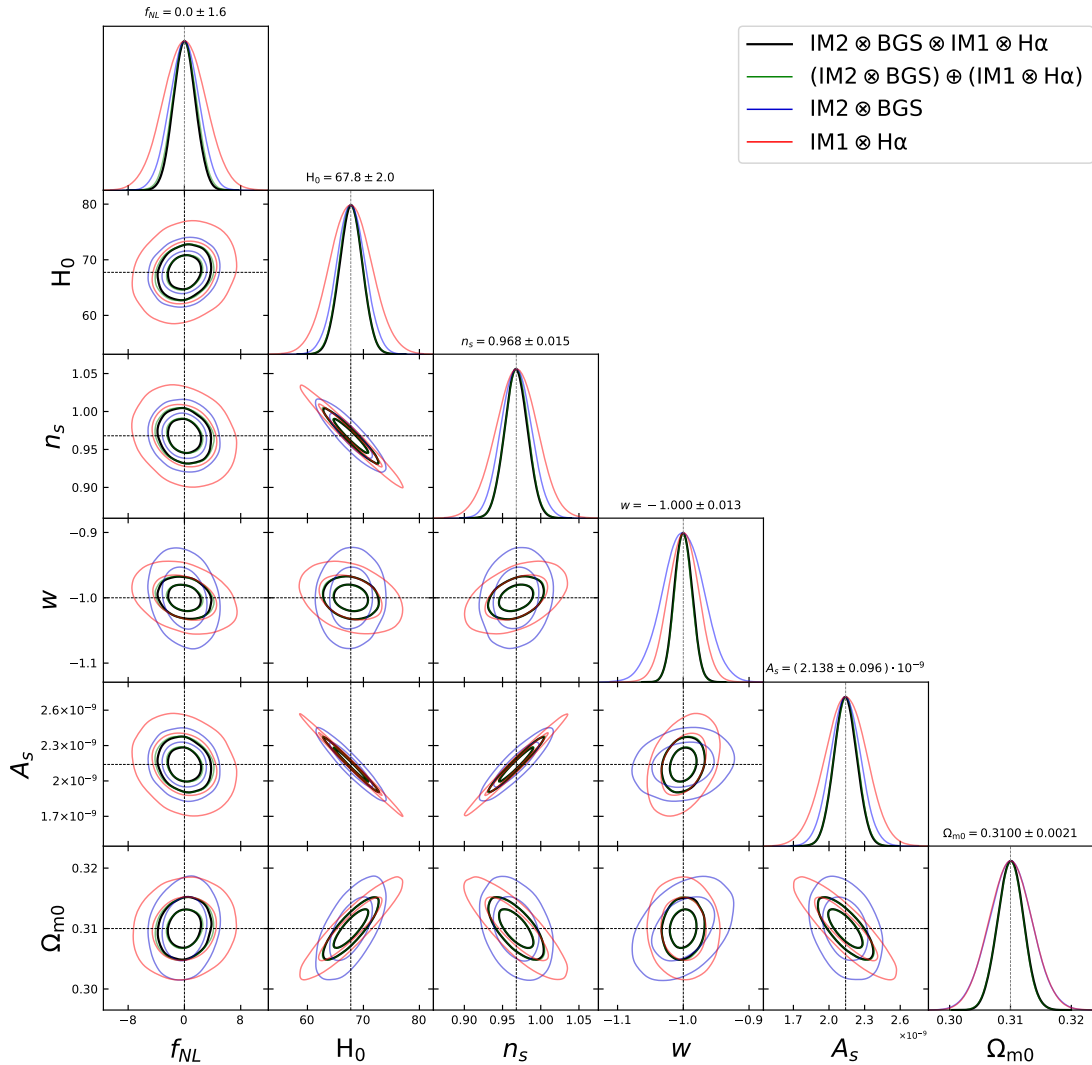 f_NL = 0.0 ± 1.6
IM2 ⊗ BGS ⊗ IM1 ⊗ Hα
(IM2 ⊗ BGS) ⊕ (IM1 ⊗ Hα)
IM2 ⊗ BGS
IM1 ⊗ Hα
H₀ = 67.8 ± 2.0
80
70
60
H₀
n_s = 0.968 ± 0.015
1.05
1.00
0.95
0.90
n_s
w = −1.000 ± 0.013
−0.9
−1.0
−1.1
w
A_s = (2.138 ± 0.096) · 10⁻⁹
2.6×10⁻⁹
2.3×10⁻⁹
2×10⁻⁹
1.7×10⁻⁹
A_s
Ω_m0 = 0.3100 ± 0.0021
0.32
0.31
0.30
Ω_m0
−8 0 8 60 70 80 0.90 1.00 1.05 −1.1 −1.0 −0.9 1.7 2.0 2.3 2.6 0.30 0.31 0.32
×10⁻⁹
f_NL H₀ n_s w A_s Ω_m0